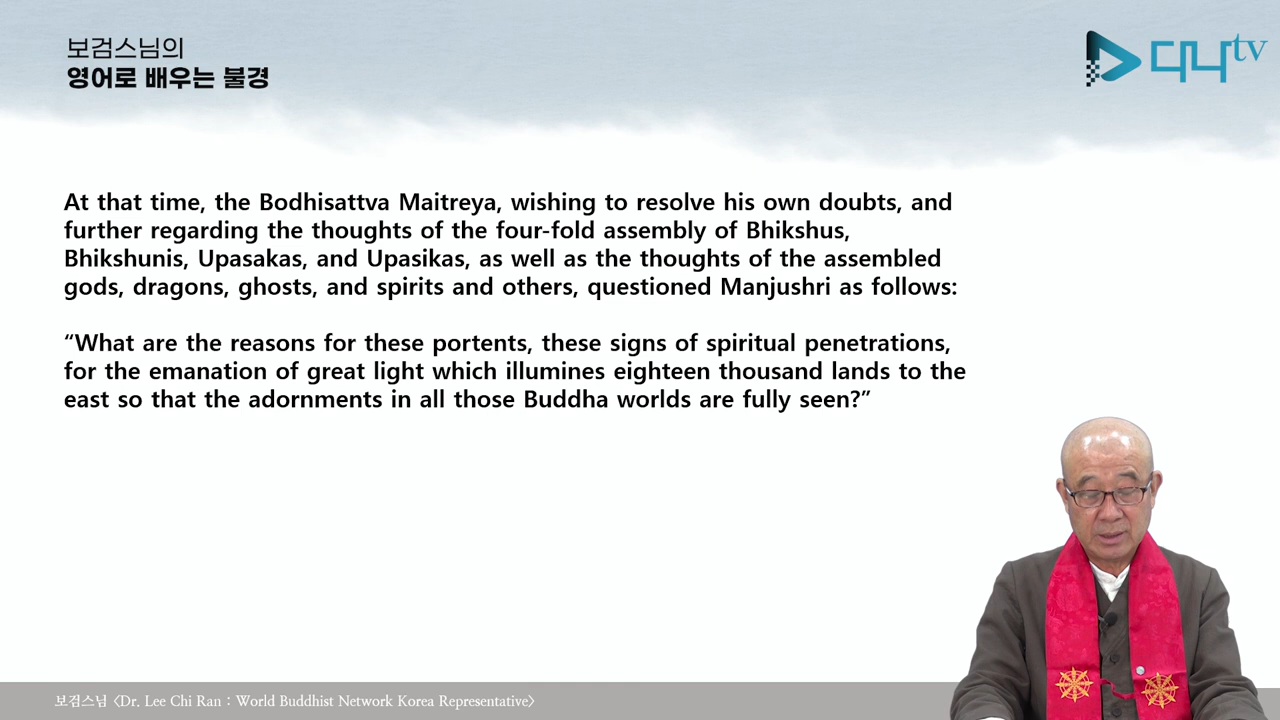 보검스님의
영어로 배우는 불경
다나tv
At that time, the Bodhisattva Maitreya, wishing to resolve his own doubts, and
further regarding the thoughts of the four-fold assembly of Bhikshus,
Bhikshunis, Upasakas, and Upasikas, as well as the thoughts of the assembled
gods, dragons, ghosts, and spirits and others, questioned Manjushri as follows:
“What are the reasons for these portents, these signs of spiritual penetrations,
for the emanation of great light which illumines eighteen thousand lands to the
east so that the adornments in all those Buddha worlds are fully seen?”
보검스님 <Dr. Lee Chi Ran : World Buddhist Network Korea Representative>